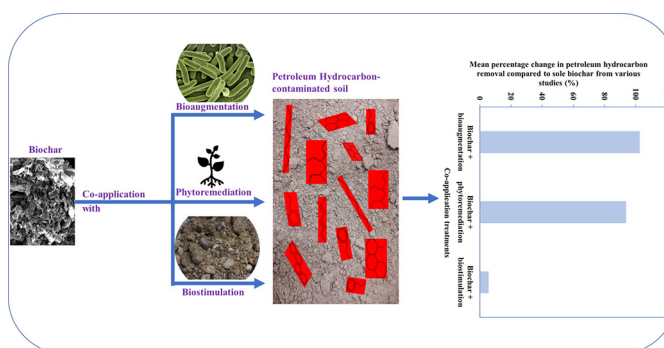 Biochar
Co-application
with
Bioaugmentation
Phytoremediation
Biostimulation
Petroleum Hydrocarbon-
contaminated soil
Mean percentage change in petroleum hydrocarbon
removal compared to sole biochar from various
studies (%)
0
20
40
60
80
100
Biochar +
bioaugmentation
Biochar +
phytoremediation
Biochar +
biostimulation
Co-application treatments